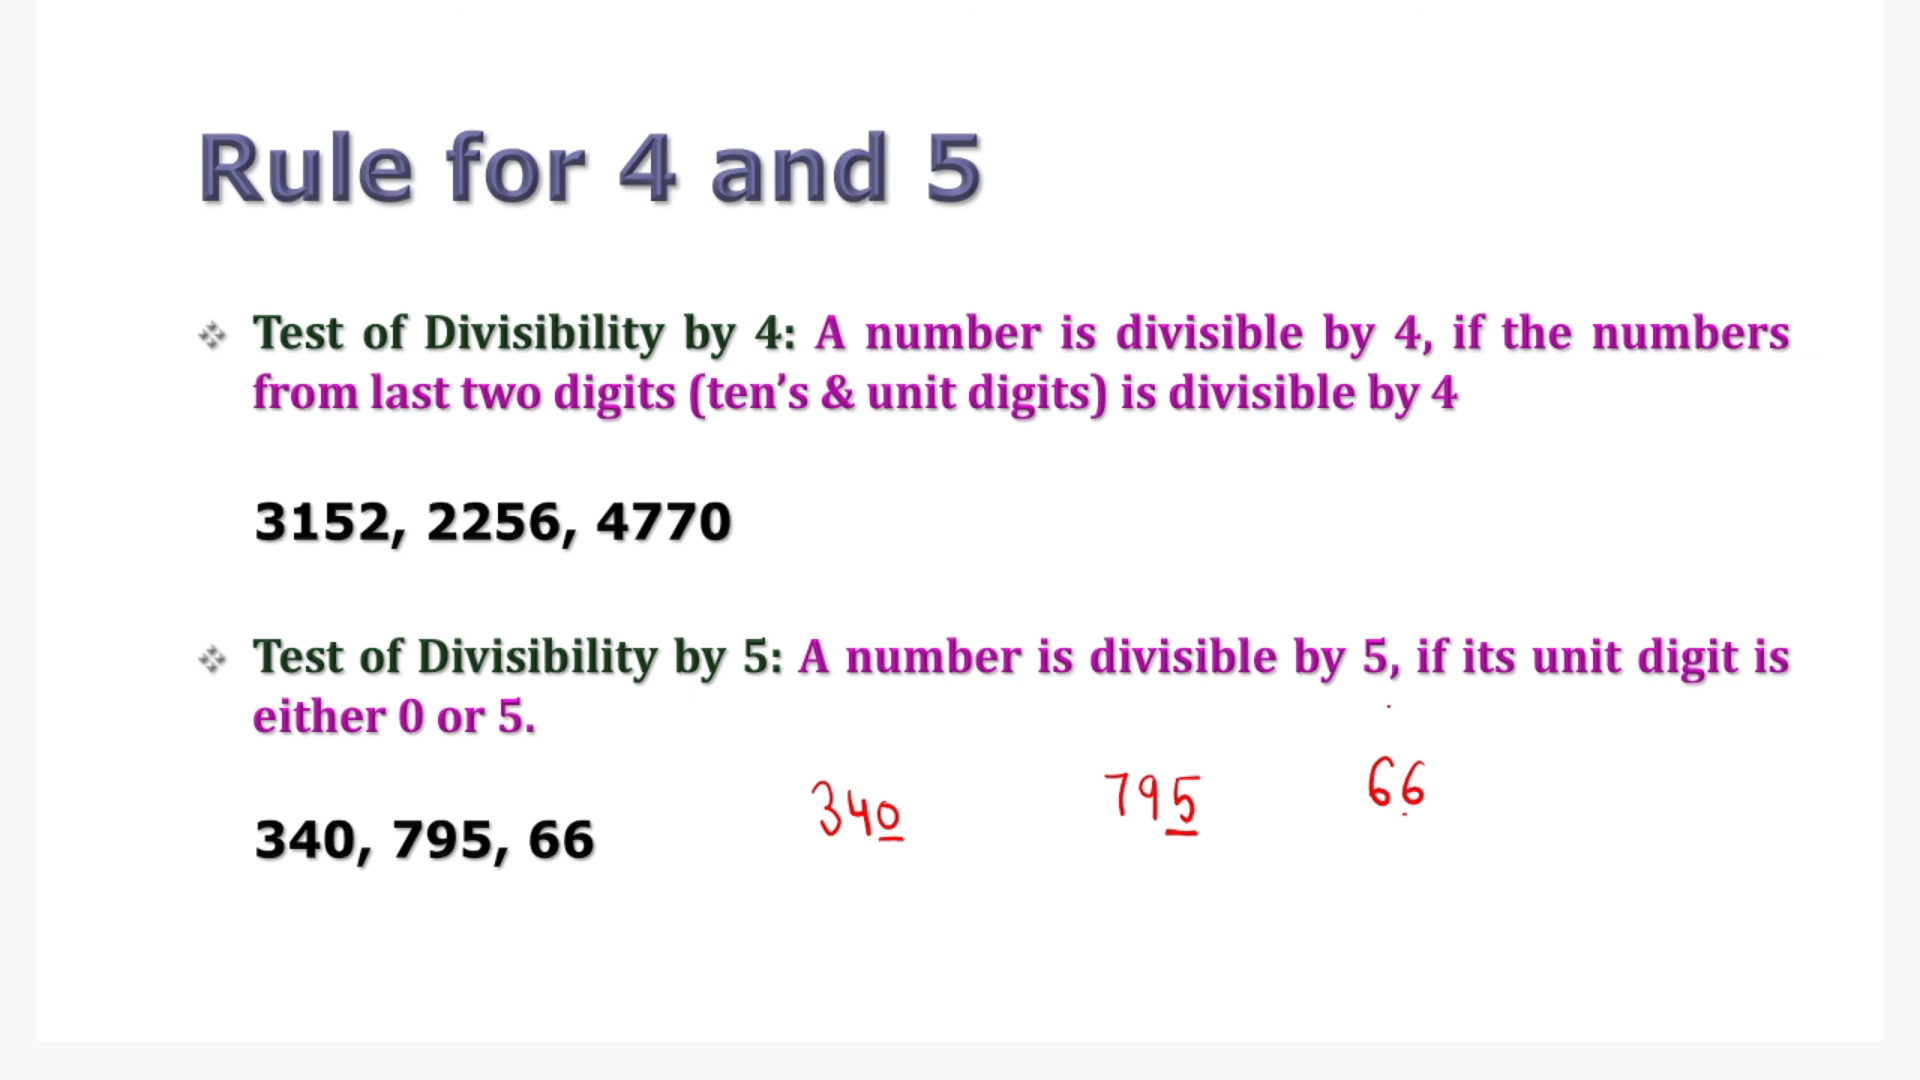 Rule for 4 and 5
Test of Divisibility by 4: A number is divisible by 4, if the numbers
from last two digits (ten’s & unit digits) is divisible by 4
3152, 2256, 4770
Test of Divisibility by 5: A number is divisible by 5, if its unit digit is
either 0 or 5.
340 795 66
340, 795, 66